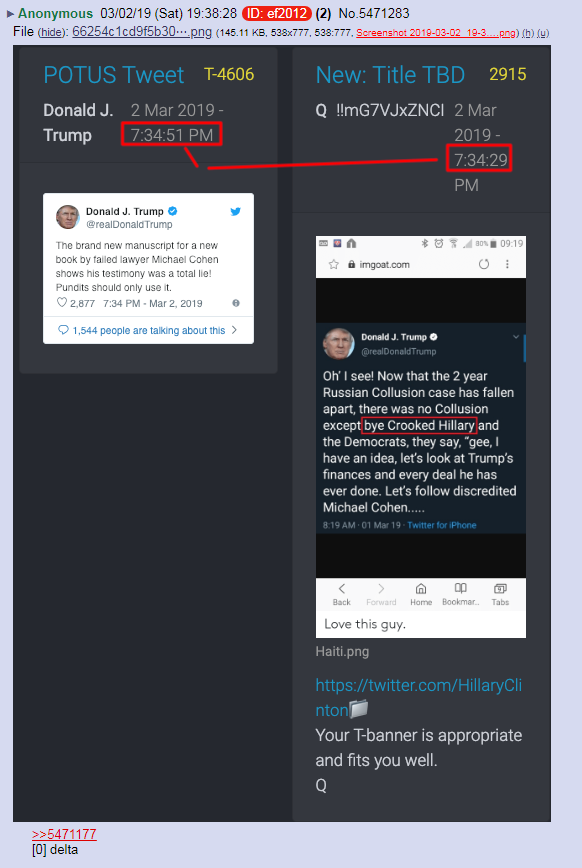 Anonymous 03/02/19 (Sat) 19:38:28 ID: ef2012 (2) No.5471283
File (hide): 66254c1cd9f5b30⋯.png (145.11 KB, 538x777, 538:777, Screenshot 2019-03-02_19-3….png) (h) (u)
POTUS Tweet T-4606
Donald J. Trump 2 Mar 2019 -
7:34:51 PM
Donald J. Trump
@realDonaldTrump
The brand new manuscript for a new
book by failed lawyer Michael Cohen
shows his testimony was a total lie!
Pundits should only use it.
2,877 7:34 PM - Mar 2, 2019
1,544 people are talking about this
New: Title TBD 2915
Q !!mG7VJxZNCI 2 Mar
2019 -
7:34:29
PM
80% 09:19
imgoat.com
Donald J. Trump
@realDonaldTrump
Oh' I see! Now that the 2 year
Russian Collusion case has fallen
apart, there was no Collusion
except bye Crooked Hillary and
the Democrats, they say, “gee, I
have an idea, let's look at Trump's
finances and every deal he has
ever done. Let's follow discredited
Michael Cohen.....
8:19 AM · 01 Mar 19 · Twitter for iPhone
Back Forward Home Bookmar.. Tabs
9
Love this guy.
Haiti.png
https://twitter.com/HillaryCli
nton
Your T-banner is appropriate
and fits you well.
Q
>>5471177
[0] delta